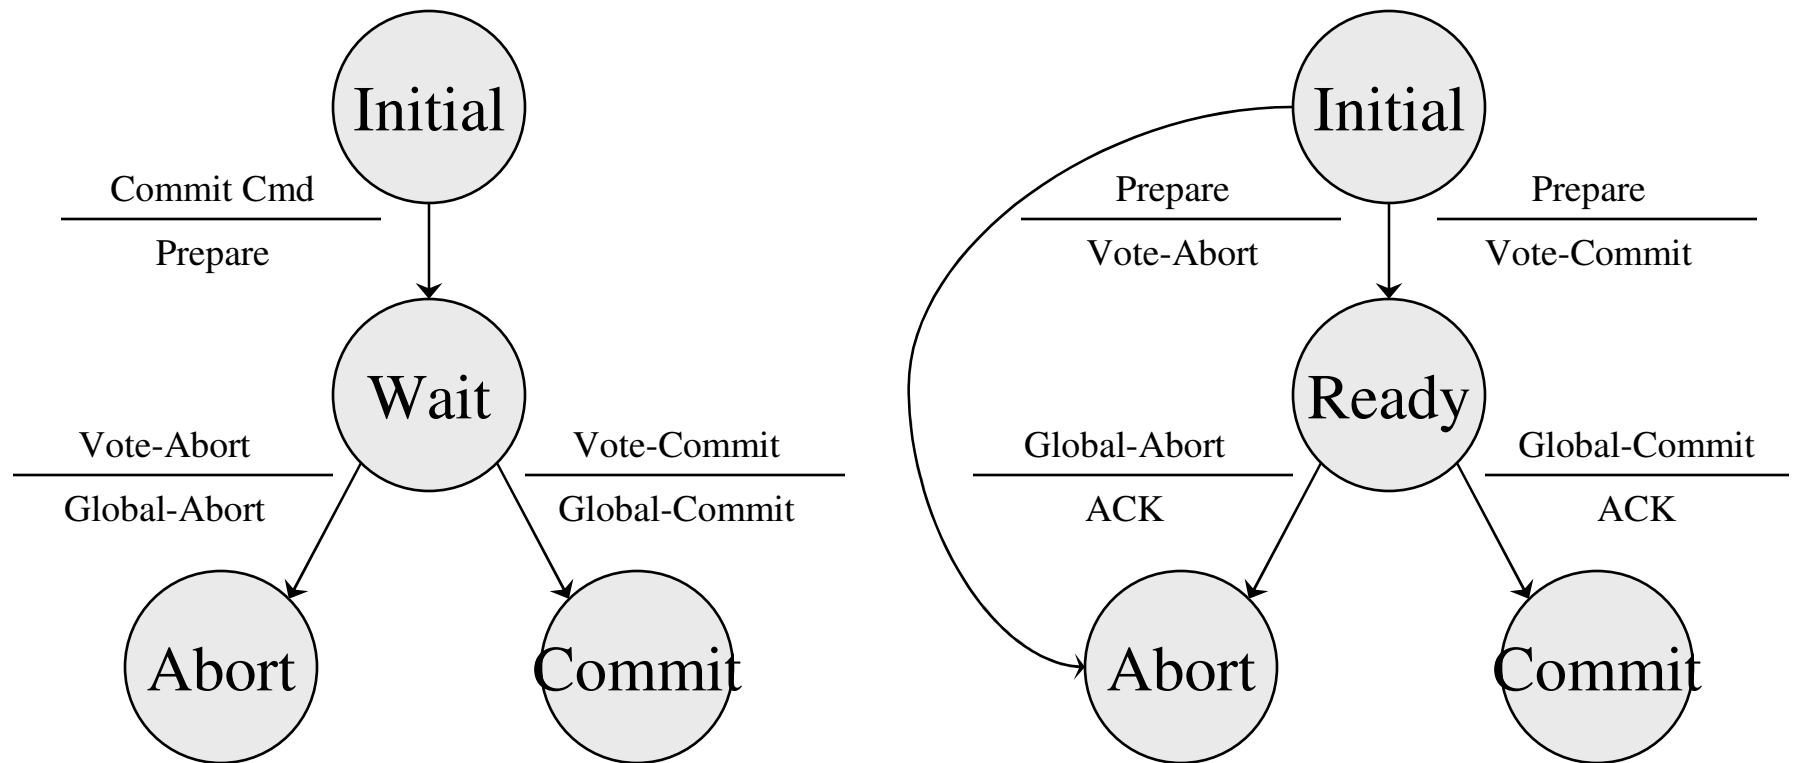 Initial
Commit Cmd
Prepare
Wait
Vote-Abort
Global-Abort
Vote-Commit
Global-Commit
Abort
Commit
Initial
Prepare
Vote-Abort
Prepare
Vote-Commit
Ready
Global-Abort
ACK
Global-Commit
ACK
Abort
Commit